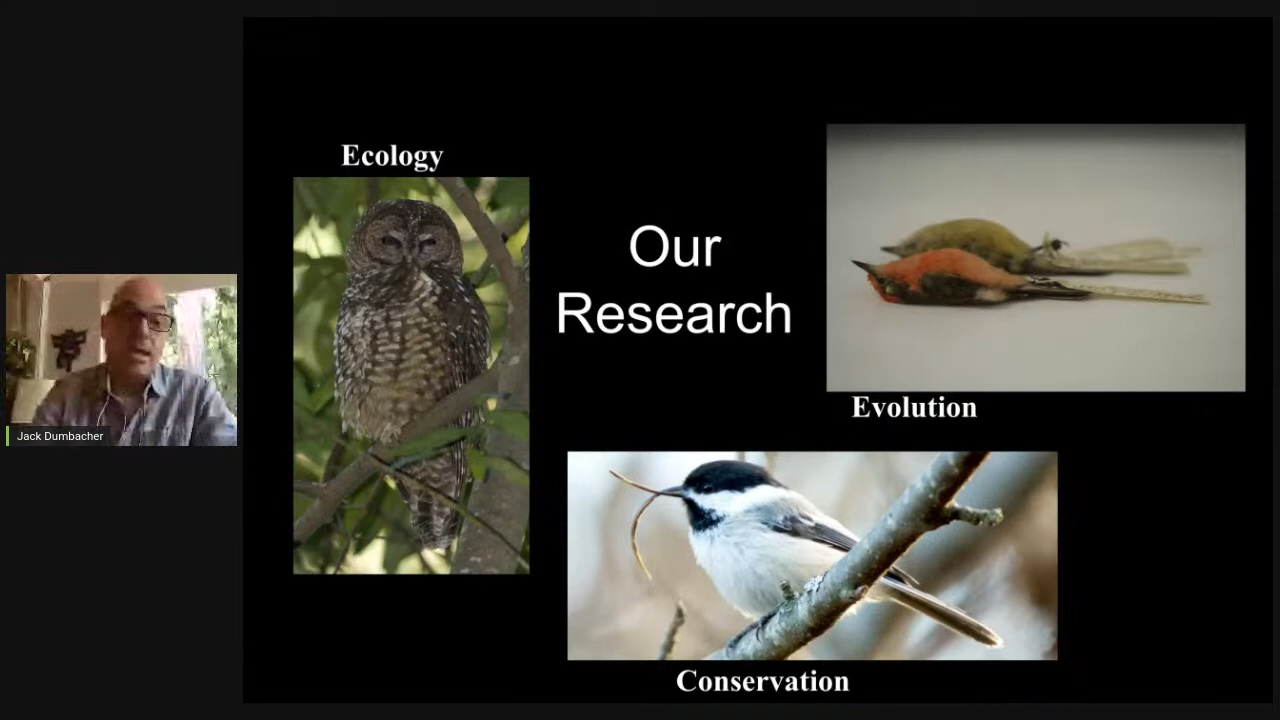 Ecology
Our
Research
Evolution
Jack Dumbacher
Conservation